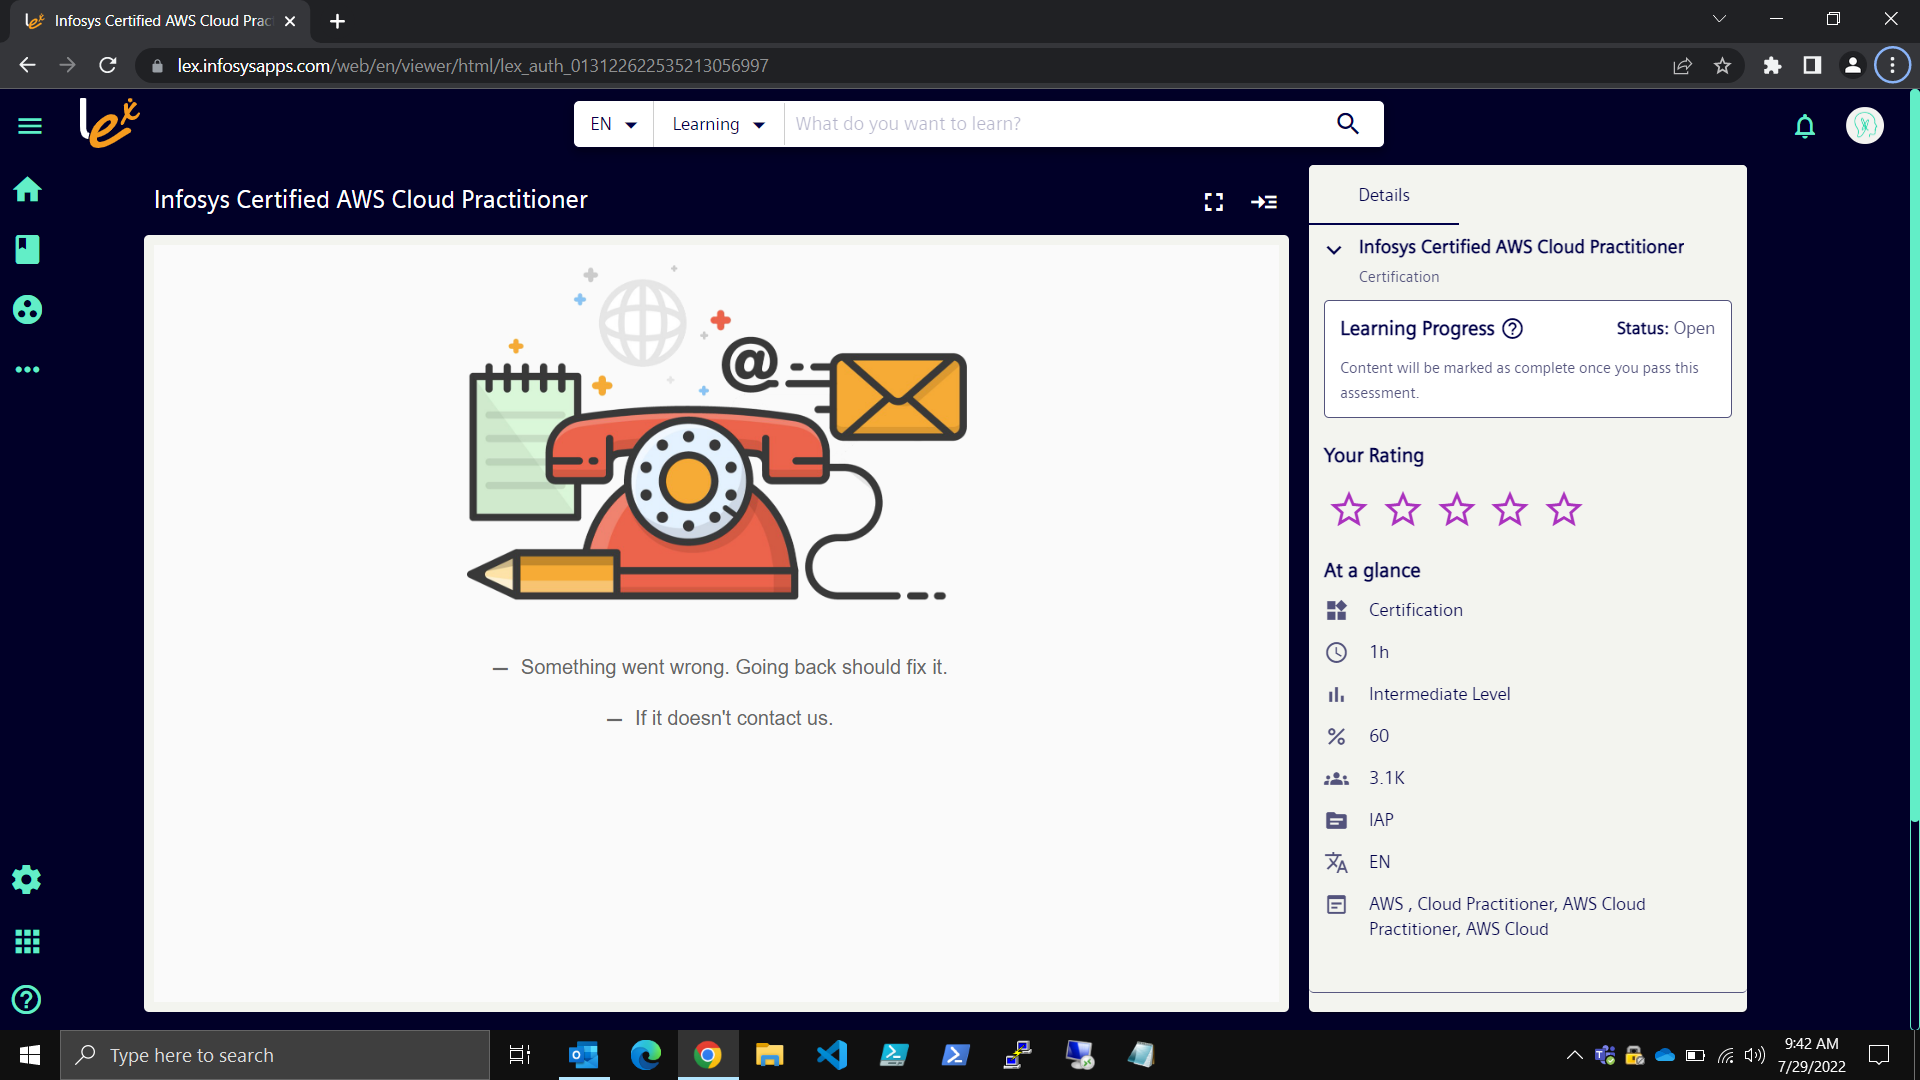 Infosys Certified AWS Cloud Prac
lex.infosysapps.com/web/en/viewer/html/lex_auth_013122622535213056997
Lex
EN
Learning
What do you want to learn?
Infosys Certified AWS Cloud Practitioner
@
— Something went wrong. Going back should fix it.
— If it doesn't contact us.
Details
Infosys Certified AWS Cloud Practitioner
Certification
Learning Progress
Status: Open
Content will be marked as complete once you pass this
assessment.
Your Rating
At a glance
Certification
1h
Intermediate Level
60
3.1K
IAP
EN
AWS , Cloud Practitioner, AWS Cloud
Practitioner, AWS Cloud
Type here to search
9:42 AM
7/29/2022